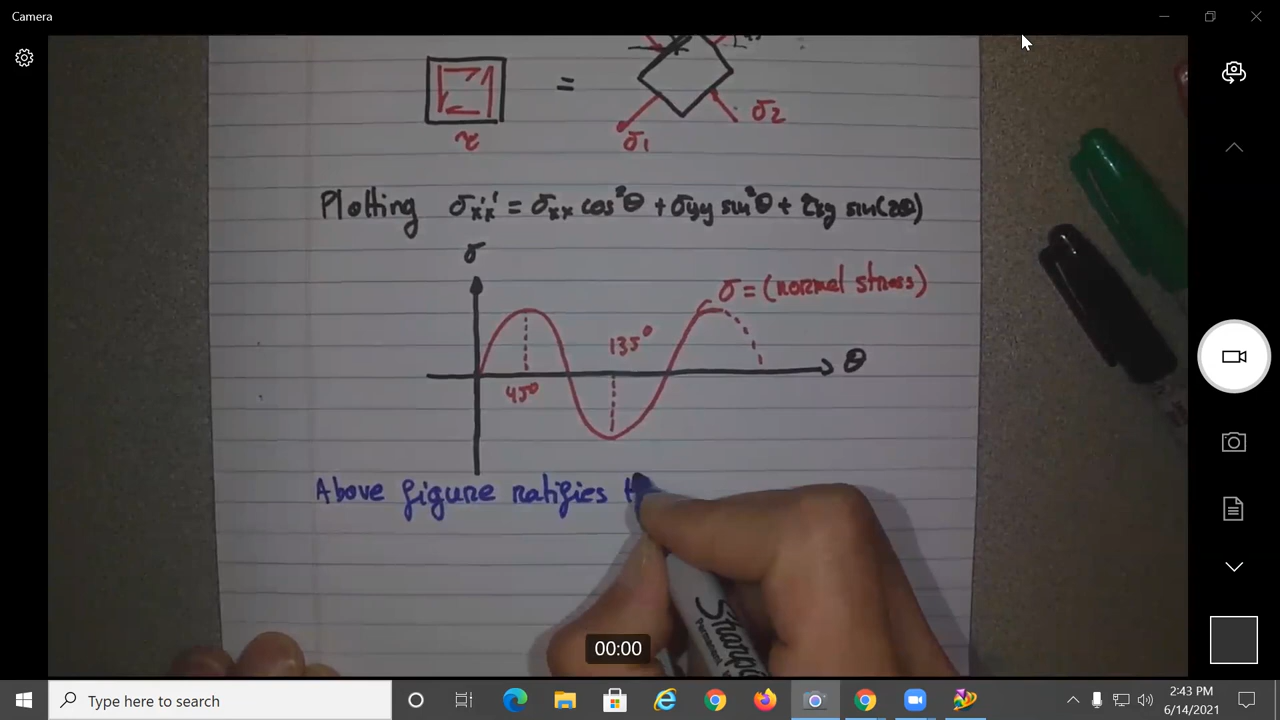 Camera
τ
=
σ1
σ2
Plotting σx'x' = σxx cos²θ + σyy sin²θ + τxy sin(2θ)
σ
σ = (normal stress)
135°
θ
45°
Above figure ratifies
Sharpie
00:00
Type here to search
2:43 PM
6/14/2021